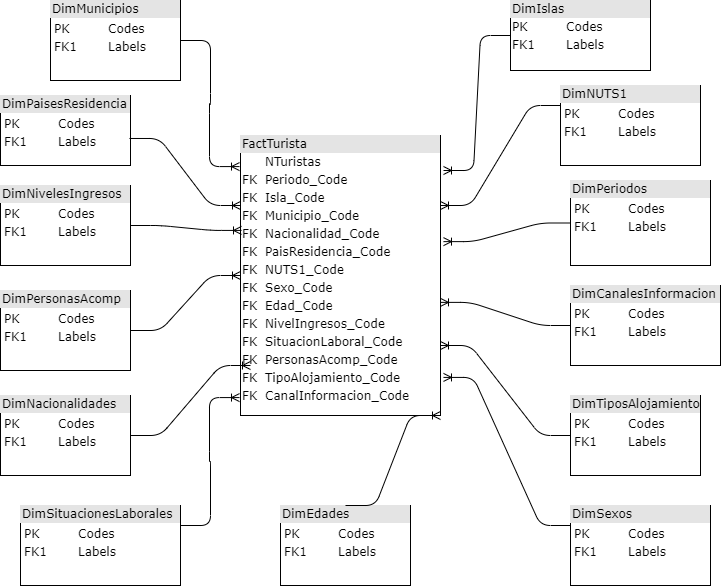 DimMunicipios
PK Codes
FK1 Labels
DimIslas
PK Codes
FK1 Labels
DimPaisesResidencia
PK Codes
FK1 Labels
DimNUTS1
PK Codes
FK1 Labels
DimNivelesIngresos
PK Codes
FK1 Labels
DimPeriodos
PK Codes
FK1 Labels
FactTurista
NTuristas
FK Periodo_Code
FK Isla_Code
FK Municipio_Code
FK Nacionalidad_Code
FK PaisResidencia_Code
FK NUTS1_Code
FK Sexo_Code
FK Edad_Code
FK NivelIngresos_Code
FK SituacionLaboral_Code
FK PersonasAcomp_Code
FK TipoAlojamiento_Code
FK CanalInformacion_Code
DimPersonasAcomp
PK Codes
FK1 Labels
DimCanalesInformacion
PK Codes
FK1 Labels
DimNacionalidades
PK Codes
FK1 Labels
DimTiposAlojamiento
PK Codes
FK1 Labels
DimSituacionesLaborales
PK Codes
FK1 Labels
DimEdades
PK Codes
FK1 Labels
DimSexos
PK Codes
FK1 Labels